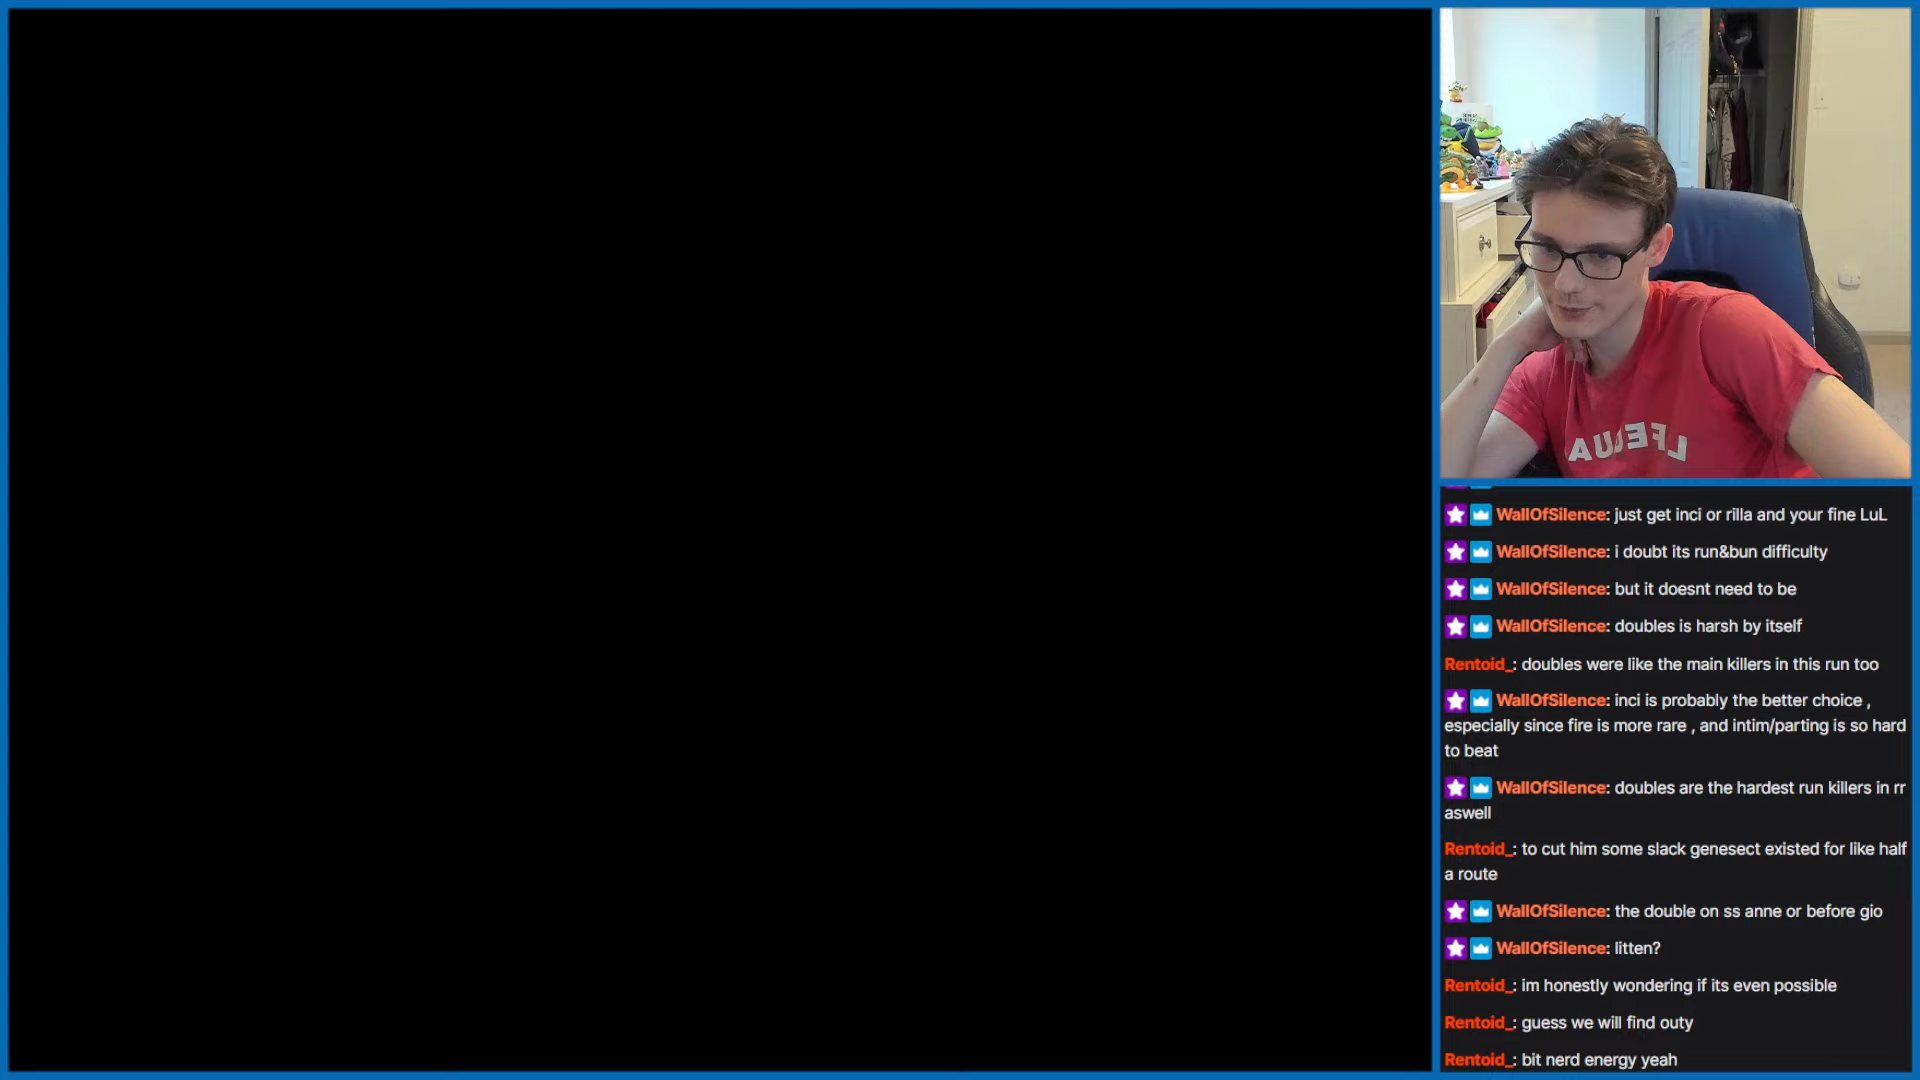 LFEGUA
WallOfSilence: just get inci or rilla and your fine LuL
WallOfSilence: i doubt its run&bun difficulty
WallOfSilence: but it doesnt need to be
WallOfSilence: doubles is harsh by itself
Rentoid_: doubles were like the main killers in this run too
WallOfSilence: inci is probably the better choice ,
especially since fire is more rare , and intim/parting is so hard
to beat
WallOfSilence: doubles are the hardest run killers in rr
aswell
Rentoid_: to cut him some slack genesect existed for like half
a route
WallOfSilence: the double on ss anne or before gio
WallOfSilence: litten?
Rentoid_: im honestly wondering if its even possible
Rentoid_: guess we will find outy
Rentoid_: bit nerd energy yeah